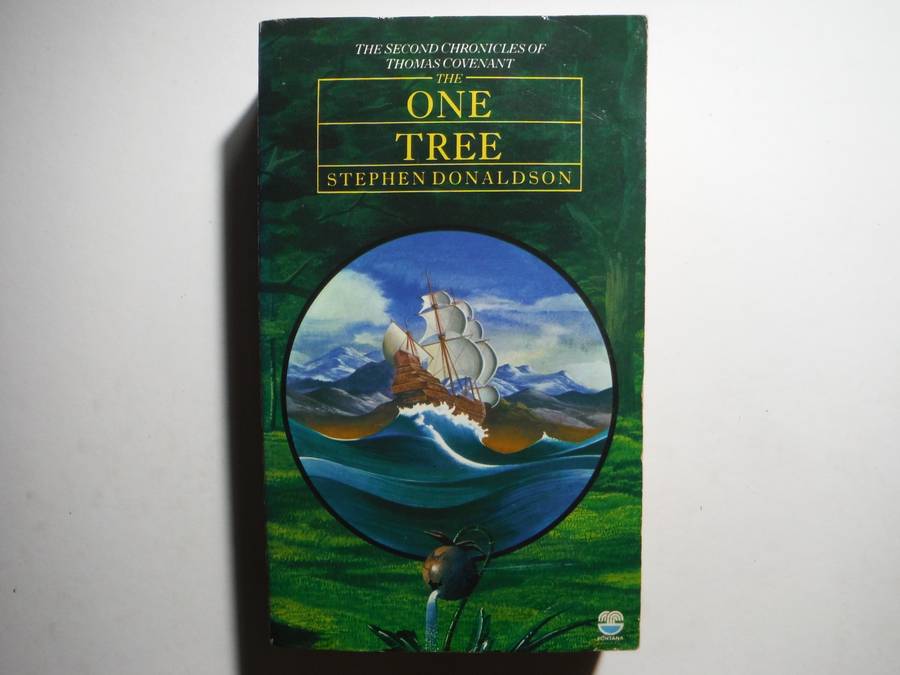 THE SECOND CHRONICLES OF
THOMAS COVENANT
THE
ONE
TREE
STEPHEN DONALDSON
FONTANA